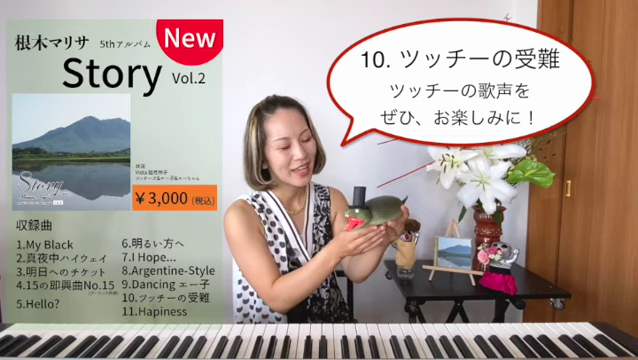 根木マリサ 5thアルバム
New
Story Vol.2
Story
¥3,000 (税込)
収録曲
1.My Black
2.真夜中ハイウェイ
3.明日へのチケット
4.15の即興曲No.15
5.Hello?
6.明るい方へ
7.I Hope...
8.Argentine-Style
9.Dancing エー子
10.ツッチーの受難
11.Hapiness
10. ツッチーの受難
ツッチーの歌声を
ぜひ、お楽しみに！